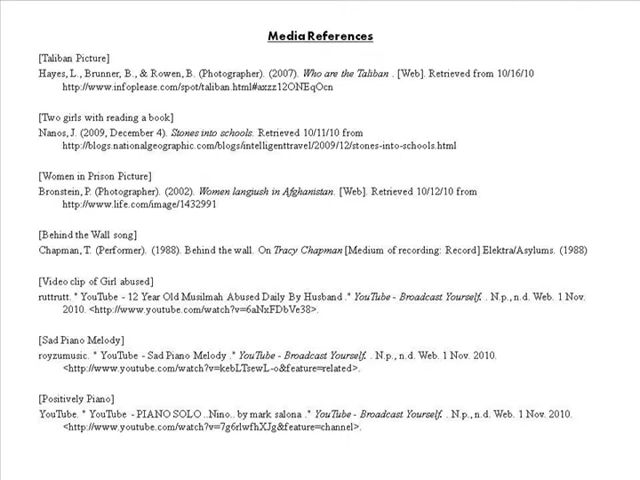 Media References
[Taliban Picture]
Hayes, L., Brunner, B., & Rowen, B. (Photographer). (2007). Who are the Taliban . [Web]. Retrieved from 10/16/10
http://www.infoplease.com/spot/taliban.html#axzz12ONEqOcn
[Two girls with reading a book]
Nanos, J. (2009, December 4). Stones into schools. Retrieved 10/11/10 from
http://blogs.nationalgeographic.com/blogs/intelligenttravel/2009/12/stones-into-schools.html
[Women in Prison Picture]
Bronstein, P. (Photographer). (2002). Women langiush in Afghanistan. [Web]. Retrieved 10/12/10 from
http://www.life.com/image/1432991
[Behind the Wall song]
Chapman, T. (Performer). (1988). Behind the wall. On Tracy Chapman [Medium of recording: Record] Elektra/Asylums. (1988)
[Video clip of Girl abused]
ruttrutt. " YouTube - 12 Year Old Musilmah Abused Daily By Husband ." YouTube - Broadcast Yourself. . N.p., n.d. Web. 1 Nov.
2010. <http://www.youtube.com/watch?v=6aNxFDbVe38>.
[Sad Piano Melody]
royzumusic. " YouTube - Sad Piano Melody ." YouTube - Broadcast Yourself. . N.p., n.d. Web. 1 Nov. 2010.
<http://www.youtube.com/watch?v=kebLTsewL-o&feature=related>.
[Positively Piano]
YouTube. " YouTube - PIANO SOLO ..Nino.. by mark salona ." YouTube - Broadcast Yourself. . N.p., n.d. Web. 1 Nov. 2010.
<http://www.youtube.com/watch?v=7g6rlwfhXJg&feature=channel>.